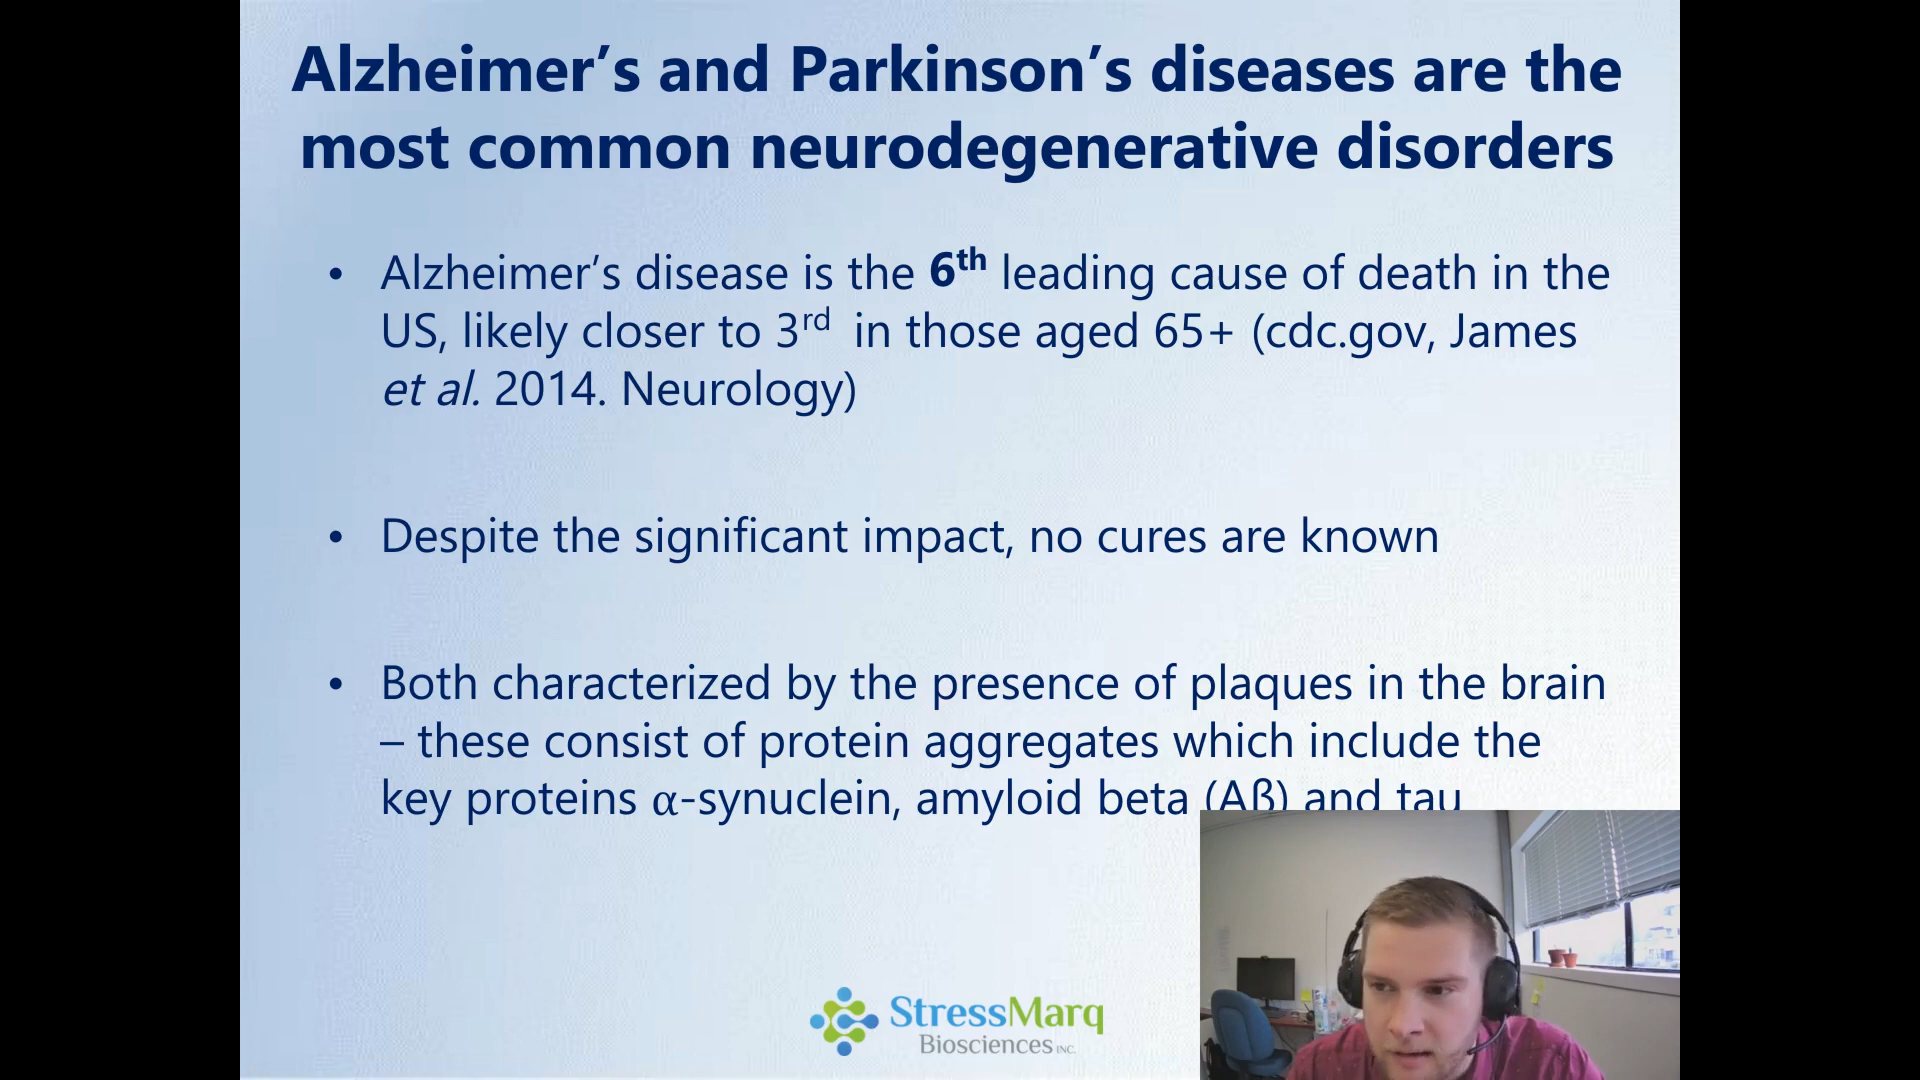 Alzheimer’s and Parkinson’s diseases are the
most common neurodegenerative disorders
• Alzheimer’s disease is the 6th leading cause of death in the
US, likely closer to 3rd in those aged 65+ (cdc.gov, James
et al. 2014. Neurology)
• Despite the significant impact, no cures are known
• Both characterized by the presence of plaques in the brain
– these consist of protein aggregates which include the
key proteins α-synuclein, amyloid beta (Aβ) and tau
StressMarq
Biosciences INC.